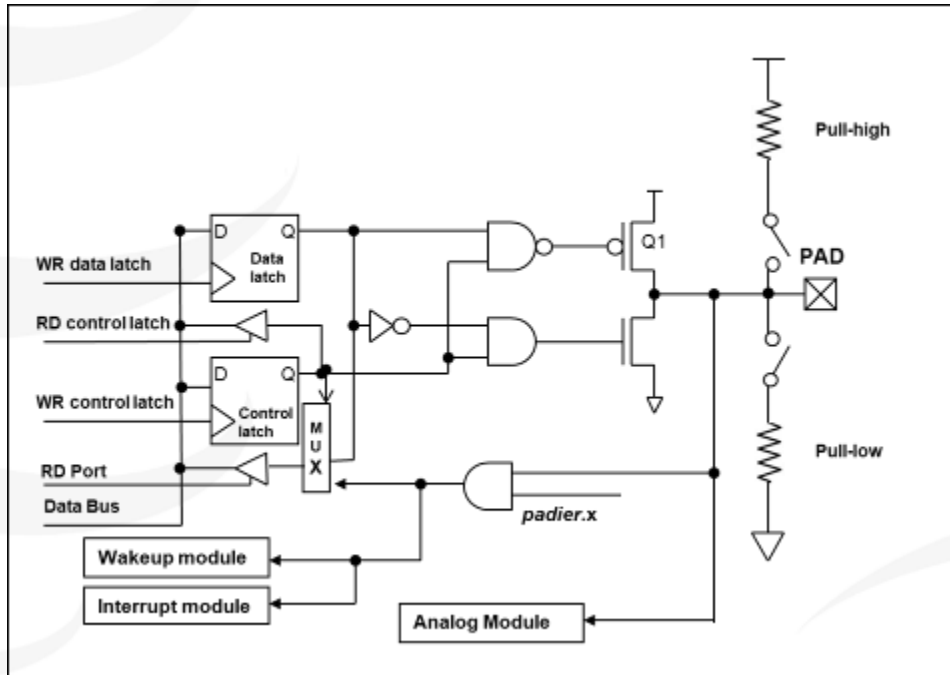 Pull-high
D Q
Data
latch
Q1
WR data latch
PAD
RD control latch
D Q
WR control latch
Control
latch
M
U
X
Pull-low
RD Port
Data Bus
padier.x
Wakeup module
Interrupt module
Analog Module